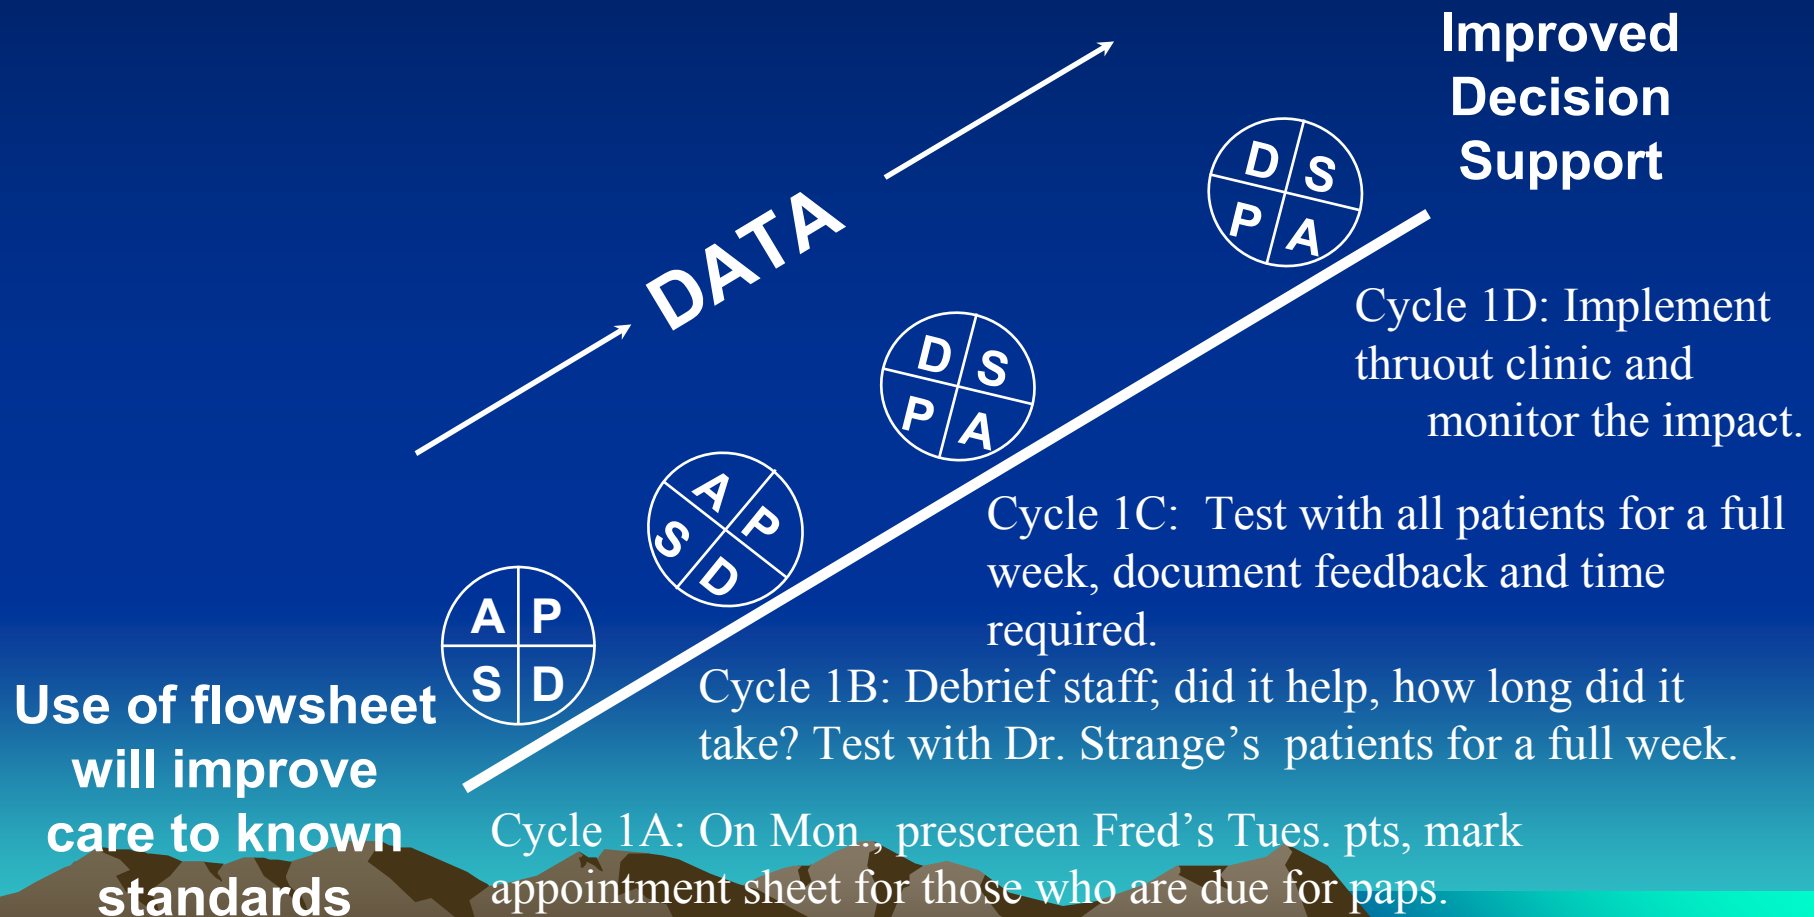 Improved
Decision
Support
DATA
D S
P A
D S
P A
A P
S D
A P
S D
Cycle 1D: Implement
thruout clinic and
monitor the impact.
Cycle 1C:  Test with all patients for a full
week, document feedback and time
required.
Cycle 1B: Debrief staff; did it help, how long did it
take? Test with Dr. Strange’s  patients for a full week.
Cycle 1A: On Mon., prescreen Fred’s Tues. pts, mark
appointment sheet for those who are due for paps.
Use of flowsheet
will improve
care to known
standards